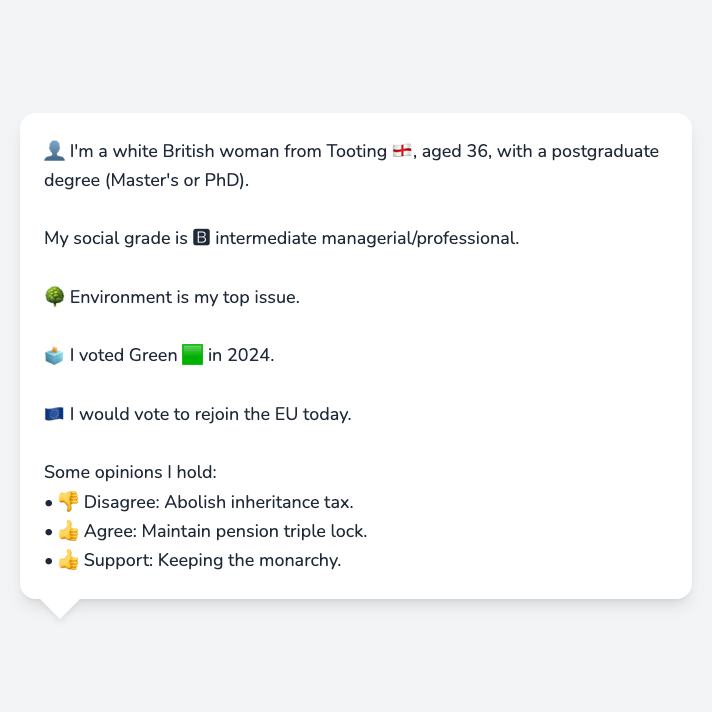 👤 I'm a white British woman from Tooting 🏴󠁧󠁢󠁥󠁮󠁧󠁿, aged 36, with a postgraduate
degree (Master's or PhD).
My social grade is 🅱 intermediate managerial/professional.
🌳 Environment is my top issue.
🗳️ I voted Green 🟩 in 2024.
🇪🇺 I would vote to rejoin the EU today.
Some opinions I hold:
• 👎 Disagree: Abolish inheritance tax.
• 👍 Agree: Maintain pension triple lock.
• 👍 Support: Keeping the monarchy.